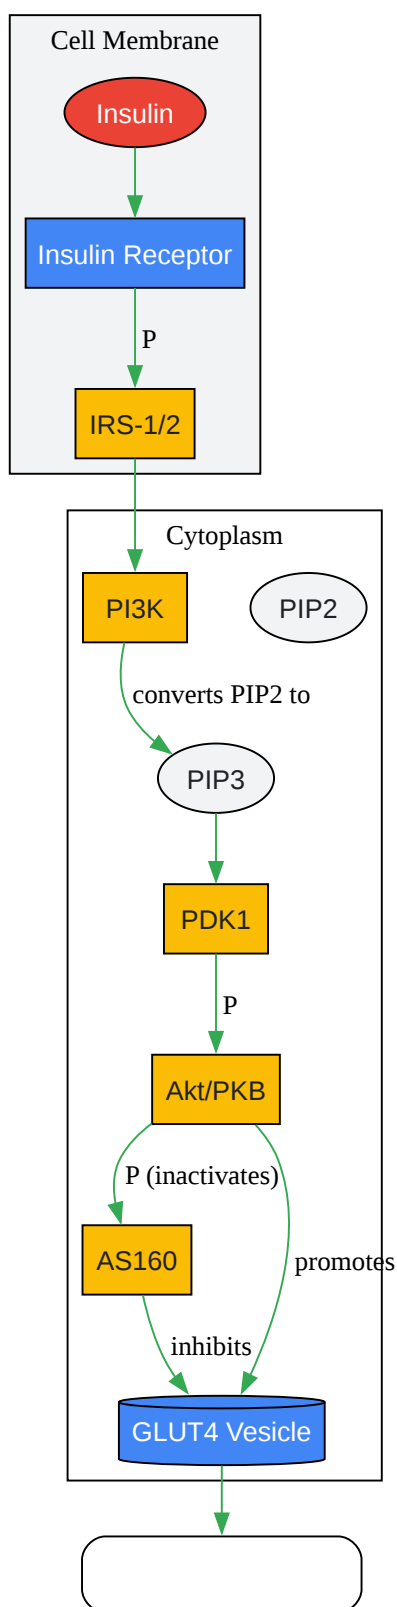 Cell Membrane
Insulin
Insulin Receptor
P
IRS-1/2
Cytoplasm
PI3K
PIP2
converts PIP2 to
PIP3
PDK1
P
Akt/PKB
P (inactivates)
AS160
promotes
inhibits
GLUT4 Vesicle